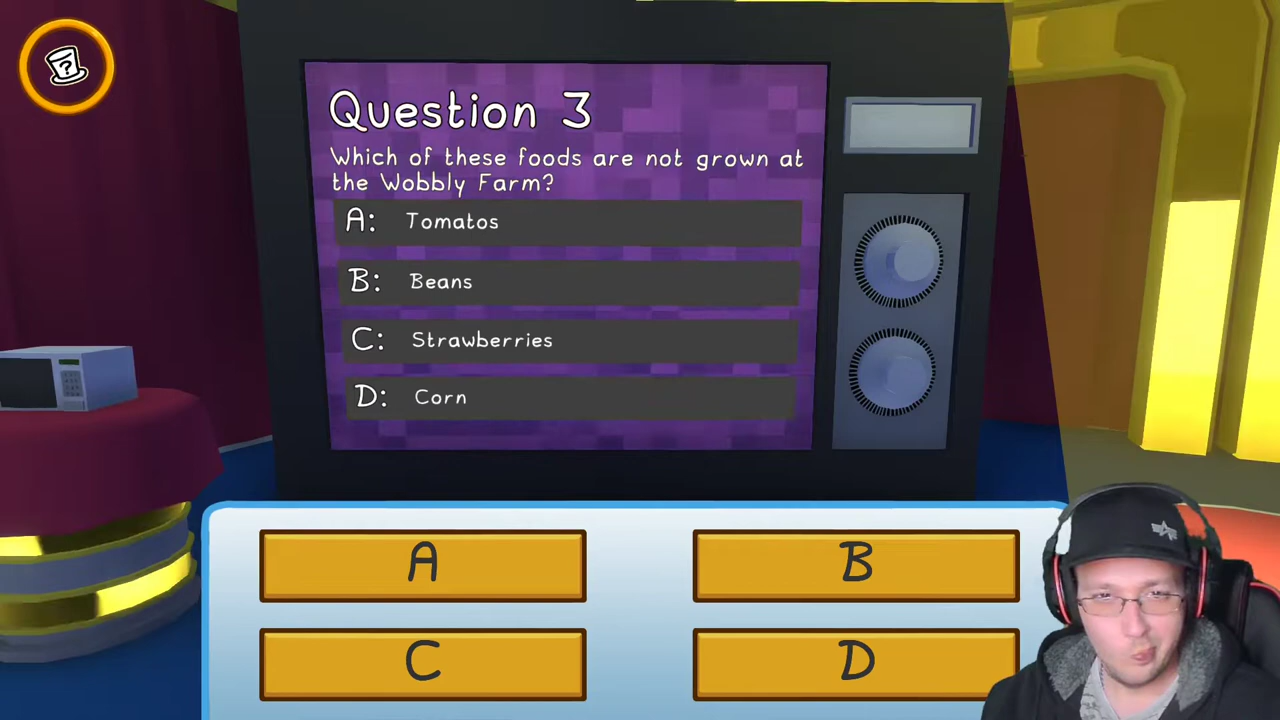 ?
Question 3
Which of these foods are not grown at
the Wobbly Farm?
A: Tomatos
B: Beans
C: Strawberries
D: Corn
A
B
C
D